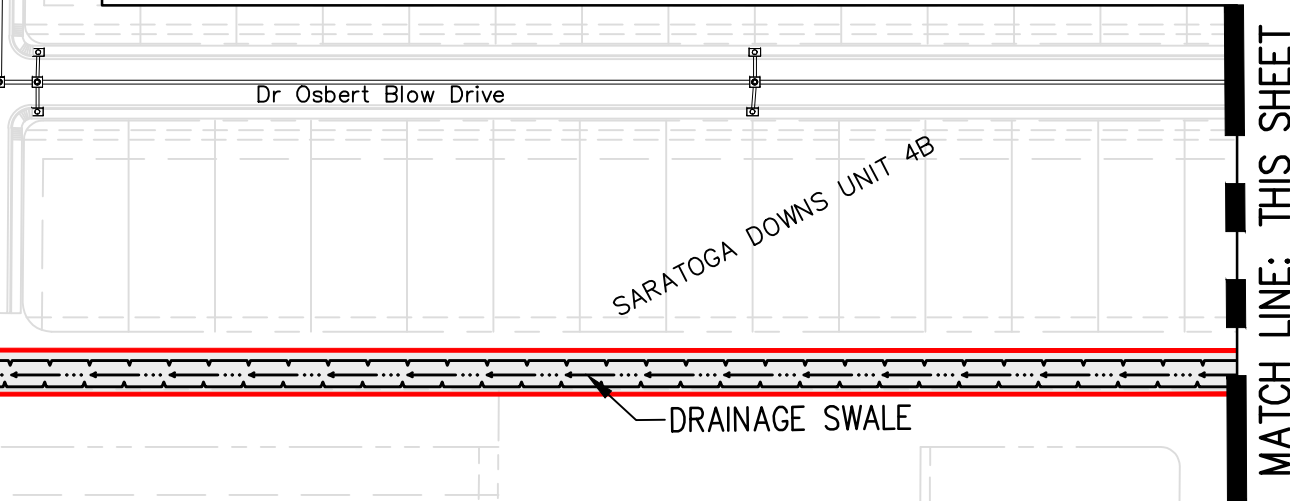 Dr Osbert Blow Drive
SARATOGA DOWNS UNIT 4B
DRAINAGE SWALE
MATCH LINE: THIS SHEET